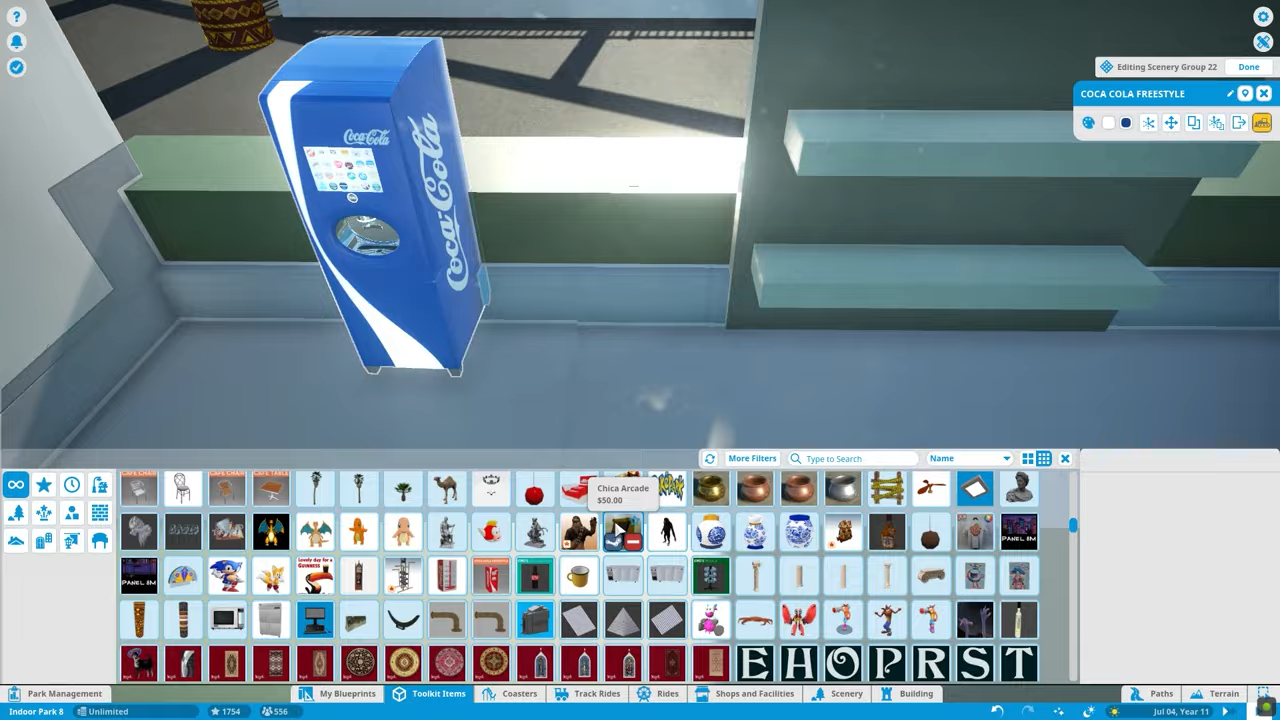 Editing Scenery Group 22
Done
COCA COLA FREESTYLE
Coca-Cola
Coca-Cola
More Filters
Type to Search
Name
Chica Arcade
$50.00
PANEL 8M
PANEL 8M
Lovely day for a GUINNESS
E H O P R S T
Park Management
My Blueprints
Toolkit Items
Coasters
Track Rides
Rides
Shops and Facilities
Scenery
Building
Paths
Terrain
Indoor Park 8
Unlimited
1754
556
Jul 04, Year 11